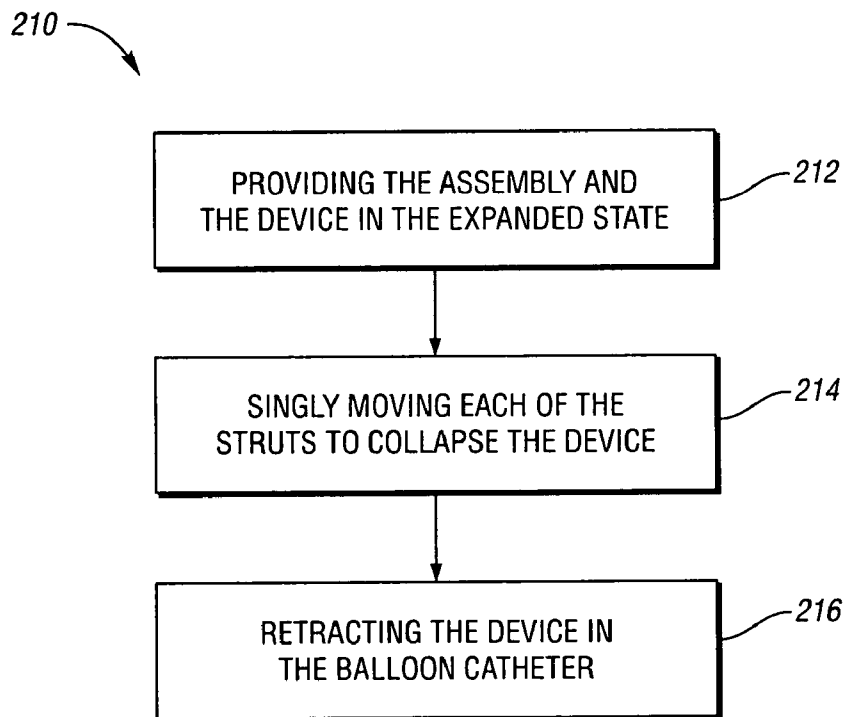 210
PROVIDING THE ASSEMBLY AND
THE DEVICE IN THE EXPANDED STATE
212
SINGLY MOVING EACH OF THE
STRUTS TO COLLAPSE THE DEVICE
214
RETRACTING THE DEVICE IN
THE BALLOON CATHETER
216